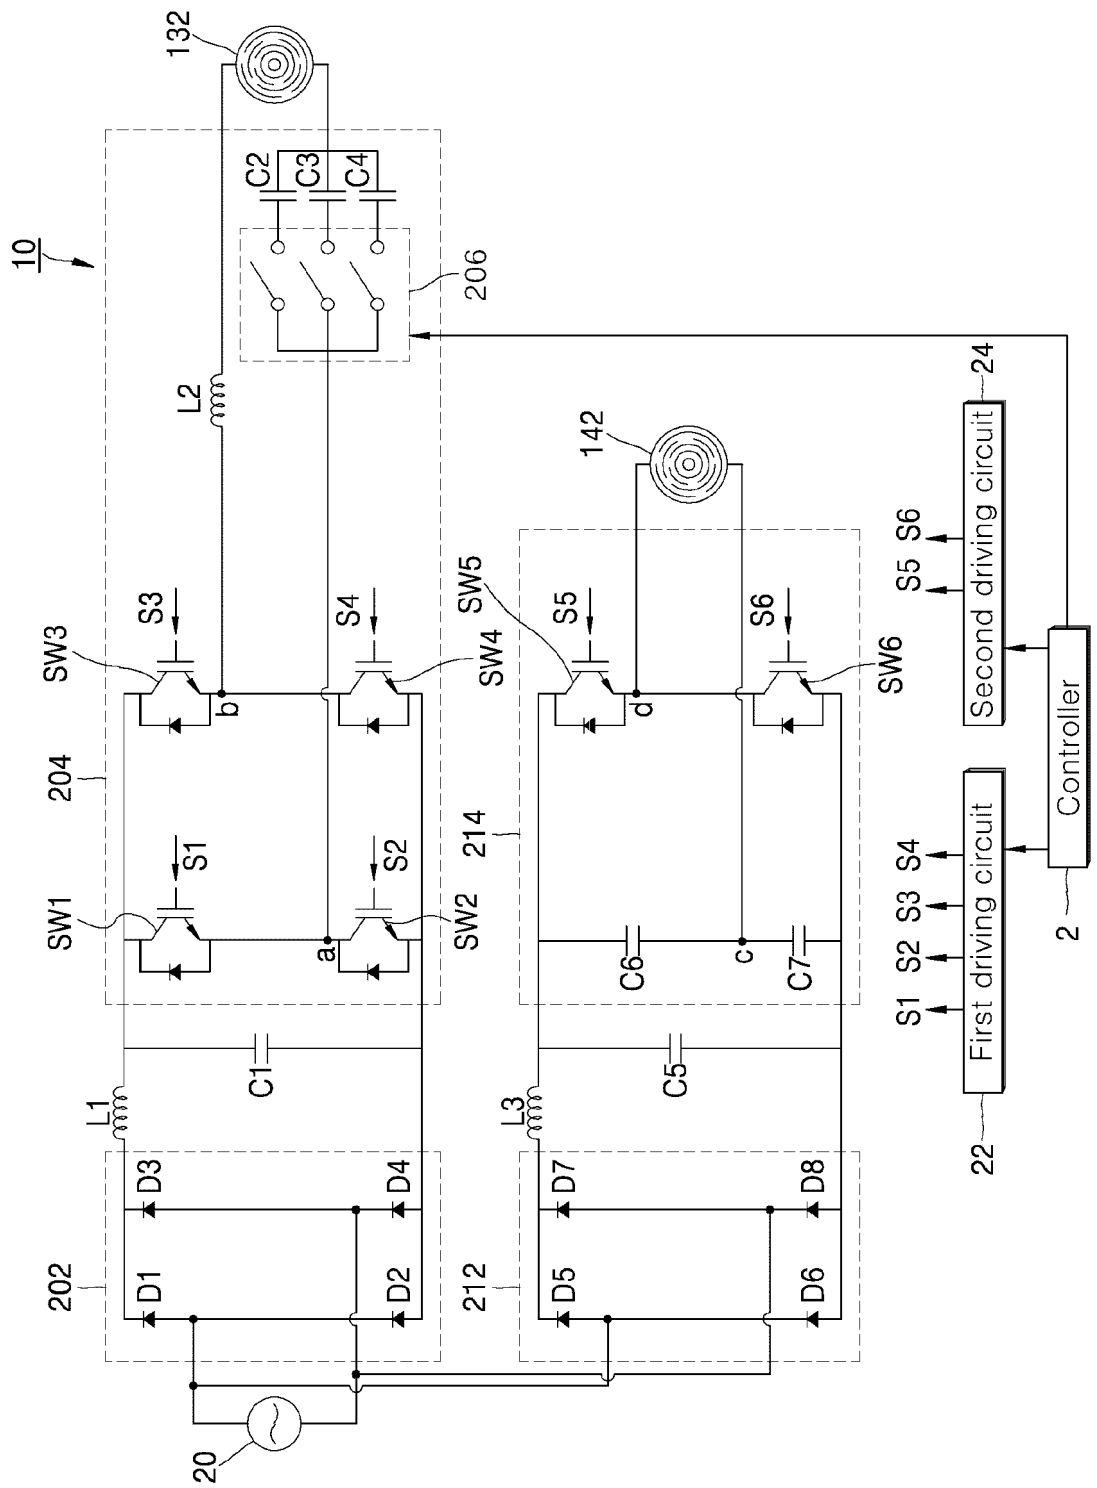 10
132
C2
C3
C4
206
L2
204
SW3
S3
b
S4
SW4
SW1
S1
a
S2
SW2
C1
L1
202
D3
D4
D1
D2
20
142
214
SW5
S5
d
S6
SW6
C6
c
C7
C5
L3
212
D7
D8
D5
D6
S1
S2
S3
S4
First driving circuit
22
S5
S6
Second driving circuit
24
Controller
2